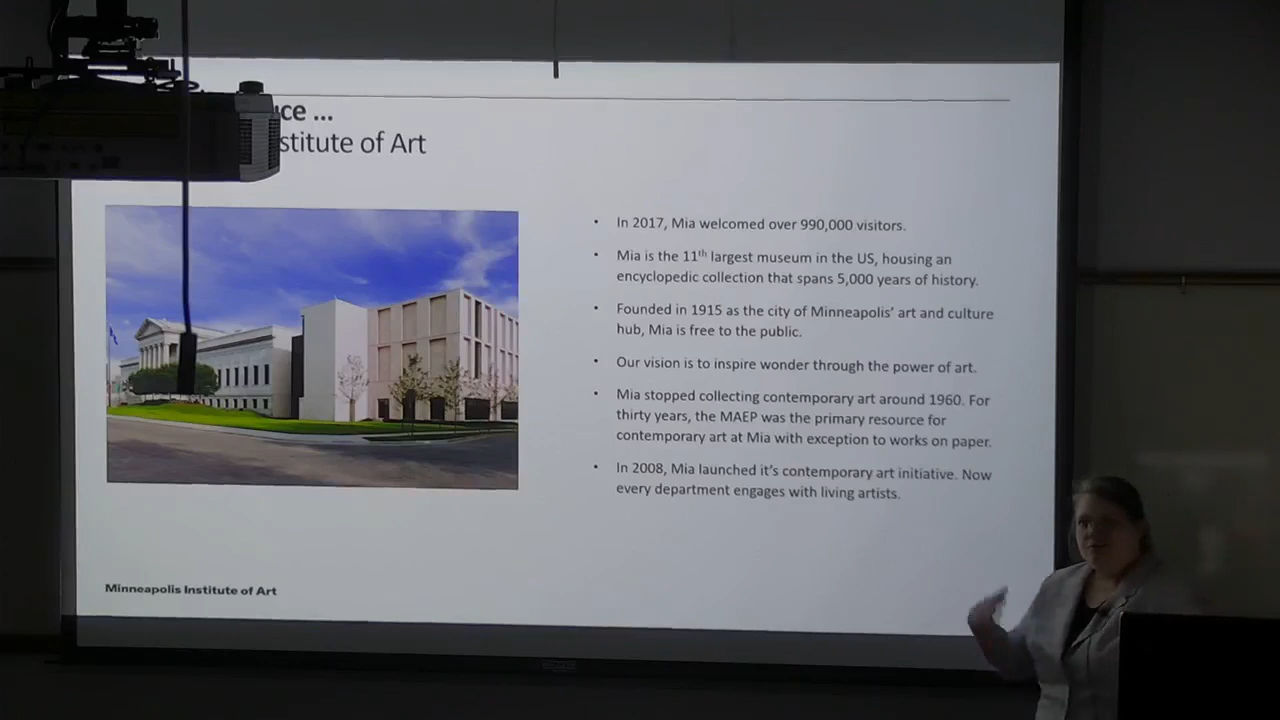 ce ...
stitute of Art
• In 2017, Mia welcomed over 990,000 visitors.
• Mia is the 11th largest museum in the US, housing an
encyclopedic collection that spans 5,000 years of history.
• Founded in 1915 as the city of Minneapolis' art and culture
hub, Mia is free to the public.
• Our vision is to inspire wonder through the power of art.
• Mia stopped collecting contemporary art around 1960. For
thirty years, the MAEP was the primary resource for
contemporary art at Mia with exception to works on paper.
• In 2008, Mia launched it's contemporary art initiative. Now
every department engages with living artists.
Minneapolis Institute of Art